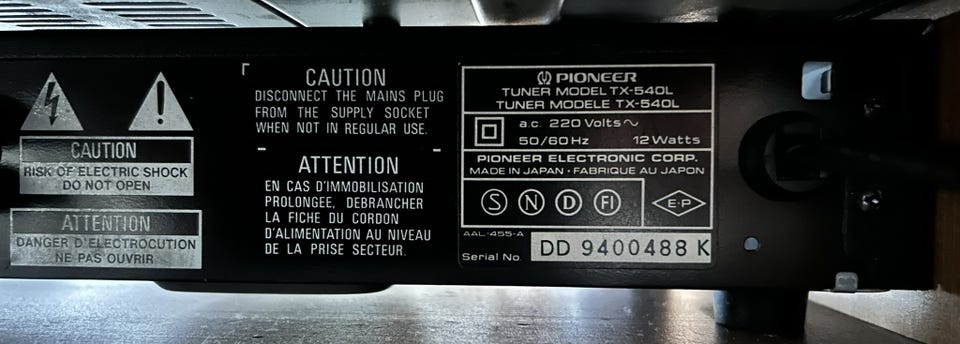 CAUTION
RISK OF ELECTRIC SHOCK
DO NOT OPEN
ATTENTION
DANGER D'ELECTROCUTION
NE PAS OUVRIR
CAUTION
DISCONNECT THE MAINS PLUG
FROM THE SUPPLY SOCKET
WHEN NOT IN REGULAR USE.
ATTENTION
EN CAS D'IMMOBILISATION
PROLONGEE, DEBRANCHER
LA FICHE DU CORDON
D'ALIMENTATION AU NIVEAU
DE LA PRISE SECTEUR.
PIONEER
TUNER MODEL TX-540L
TUNER MODELE TX-540L
a.c. 220 Volts ~
50/60 Hz 12 Watts
PIONEER ELECTRONIC CORP.
MADE IN JAPAN · FABRIQUE AU JAPON
S N D FI E·P
AAL-455-A
Serial No. DD 9400488 K